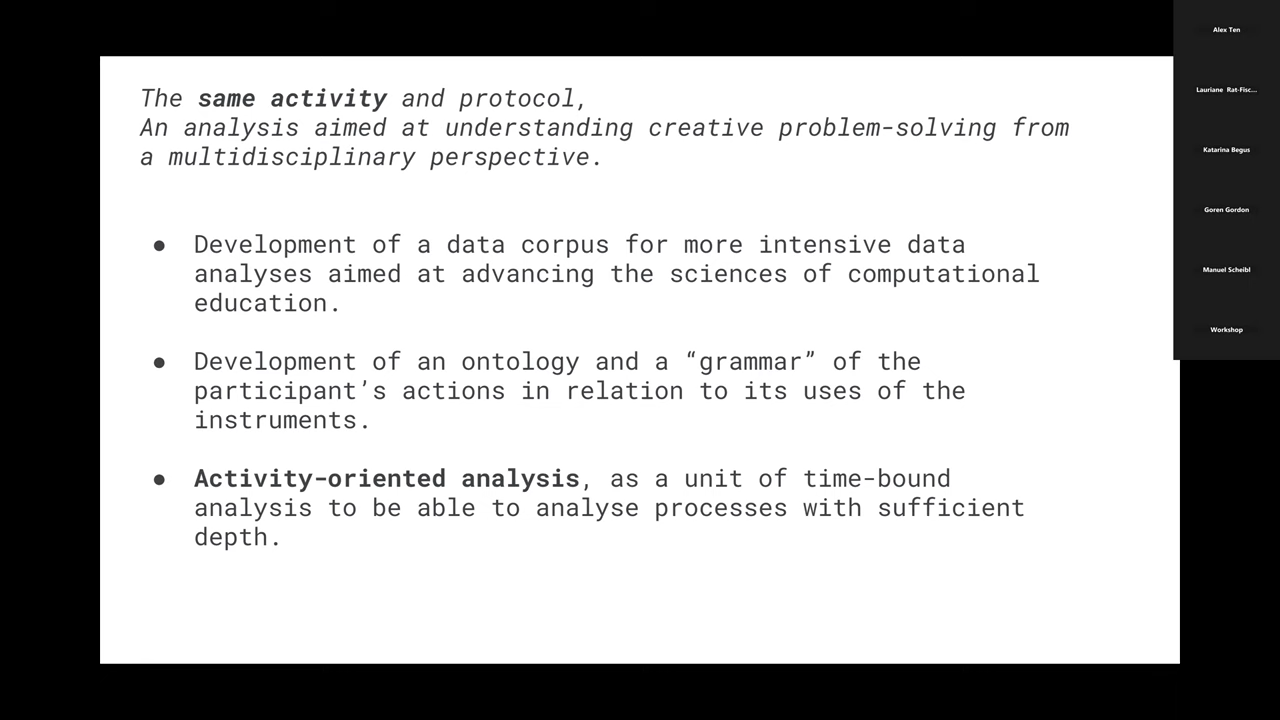 The same activity and protocol,
An analysis aimed at understanding creative problem-solving from
a multidisciplinary perspective.
● Development of a data corpus for more intensive data
analyses aimed at advancing the sciences of computational
education.
● Development of an ontology and a “grammar” of the
participant’s actions in relation to its uses of the
instruments.
● Activity-oriented analysis, as a unit of time-bound
analysis to be able to analyse processes with sufficient
depth.
Alex Ten
Lauriane Rat-Fisc...
Katarina Begus
Goren Gordon
Manuel Scheibl
Workshop